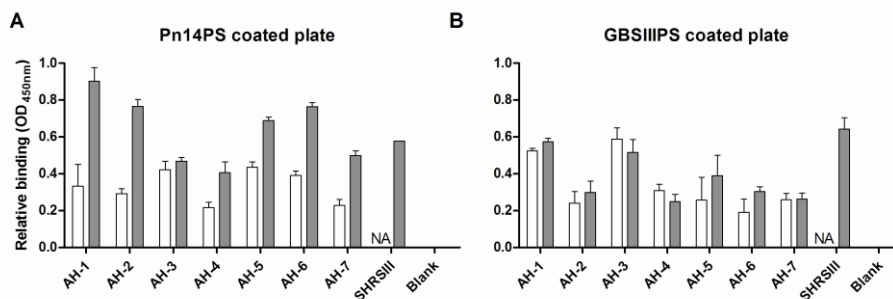 A
Pn14PS coated plate
Relative binding (OD450nm)
1.0
0.8
0.6
0.4
0.2
0.0
NA
AH-1
AH-2
AH-3
AH-4
AH-5
AH-6
AH-7
SHRSIII
Blank
B
GBSIIIPS coated plate
1.0
0.8
0.6
0.4
0.2
0.0
NA
AH-1
AH-2
AH-3
AH-4
AH-5
AH-6
AH-7
SHRSIII
Blank